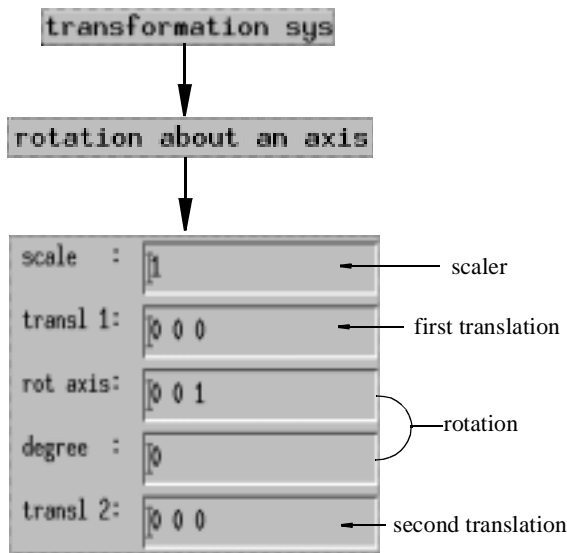 transformation sys
rotation about an axis
scale : 1 scaler
transl 1: 0 0 0 first translation
rot axis: 0 0 1
rotation
degree : 0
transl 2: 0 0 0 second translation